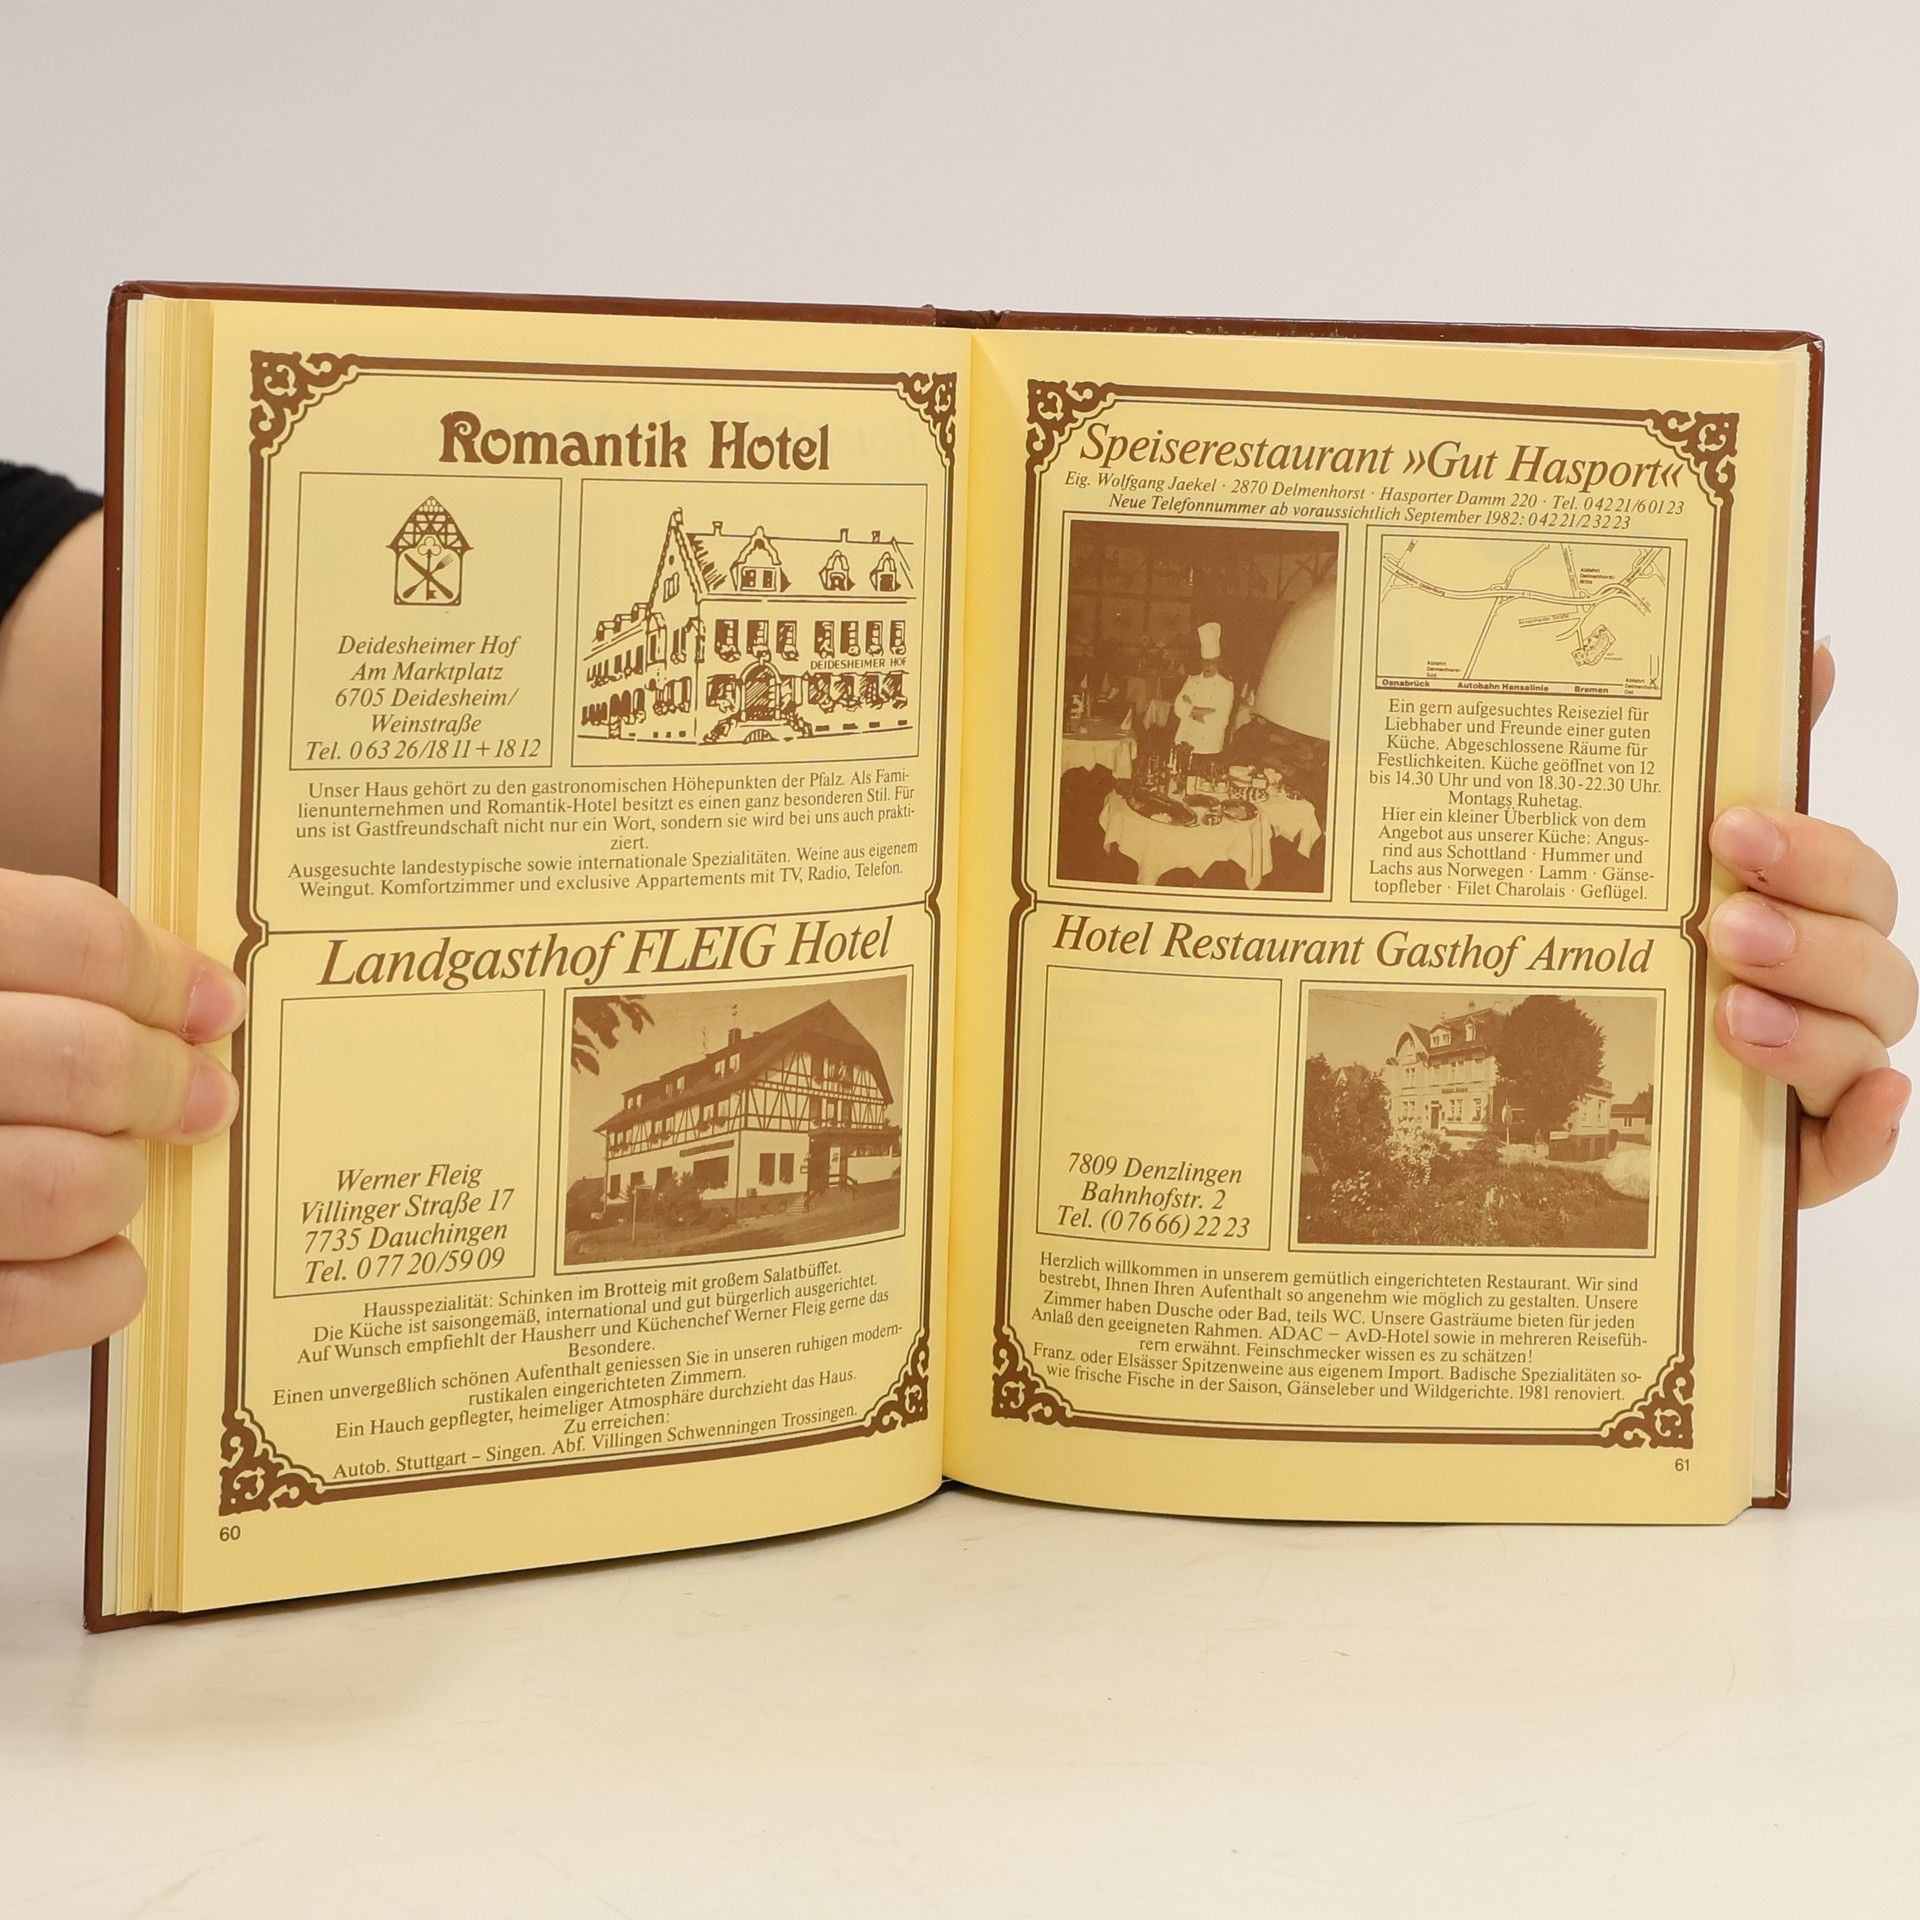 Romantik Hotel
Deidesheimer Hof
Am Marktplatz
6705 Deidesheim/
Weinstraße
Tel. 0 63 26/18 11 + 18 12
DEIDESHEIMER HOF
Unser Haus gehört zu den gastronomischen Höhepunkten der Pfalz. Als Fami-
lienunternehmen und Romantik-Hotel besitzt es einen ganz besonderen Stil. Für
uns ist Gastfreundschaft nicht nur ein Wort, sondern sie wird bei uns auch prakti-
ziert.
Ausgesuchte landestypische sowie internationale Spezialitäten. Weine aus eigenem
Weingut. Komfortzimmer und exclusive Appartements mit TV, Radio, Telefon.
Landgasthof FLEIG Hotel
Werner Fleig
Villinger Straße 17
7735 Dauchingen
Tel. 0 77 20/59 09
Hausspezialität: Schinken im Brotteig mit großem Salatbüffet.
Die Küche ist saisongemäß, international und gut bürgerlich ausgerichtet.
Auf Wunsch empfiehlt der Hausherr und Küchenchef Werner Fleig gerne das
Besondere.
Einen unvergeßlich schönen Aufenthalt geniessen Sie in unseren ruhigen modern-
rustikalen eingerichteten Zimmern.
Ein Hauch gepflegter, heimeliger Atmosphäre durchzieht das Haus.
Zu erreichen:
Autob. Stuttgart – Singen. Abf. Villingen Schwenningen Trossingen.
60
Speiserestaurant »Gut Hasport«
Eig. Wolfgang Jaekel · 2870 Delmenhorst · Hasporter Damm 220 · Tel. 0 42 21/6 01 23
Neue Telefonnummer ab voraussichtlich September 1982: 0 42 21/2 32 23
Abfahrt
Delmenhorst-
Mitte
Abfahrt
Delmenhorst-
Abfahrt
Delmenhorst-
Ost
Osnabrück Autobahn Hansalinie Bremen
Ein gern aufgesuchtes Reiseziel für
Liebhaber und Freunde einer guten
Küche. Abgeschlossene Räume für
Festlichkeiten. Küche geöffnet von 12
bis 14.30 Uhr und von 18.30-22.30 Uhr.
Montags Ruhetag.
Hier ein kleiner Überblick von dem
Angebot aus unserer Küche: Angus-
rind aus Schottland · Hummer und
Lachs aus Norwegen · Lamm · Gänse-
topfleber · Filet Charolais · Geflügel.
Hotel Restaurant Gasthof Arnold
7809 Denzlingen
Bahnhofstr. 2
Tel. (0 76 66) 22 23
Herzlich willkommen in unserem gemütlich eingerichteten Restaurant. Wir sind
bestrebt, Ihnen Ihren Aufenthalt so angenehm wie möglich zu gestalten. Unsere
Zimmer haben Dusche oder Bad, teils WC. Unsere Gasträume bieten für jeden
Anlaß den geeigneten Rahmen. ADAC – AvD-Hotel sowie in mehreren Reisefüh-
rern erwähnt. Feinschmecker wissen es zu schätzen!
Franz. oder Elsässer Spitzenweine aus eigenem Import. Badische Spezialitäten so-
wie frische Fische in der Saison, Gänseleber und Wildgerichte. 1981 renoviert.
61